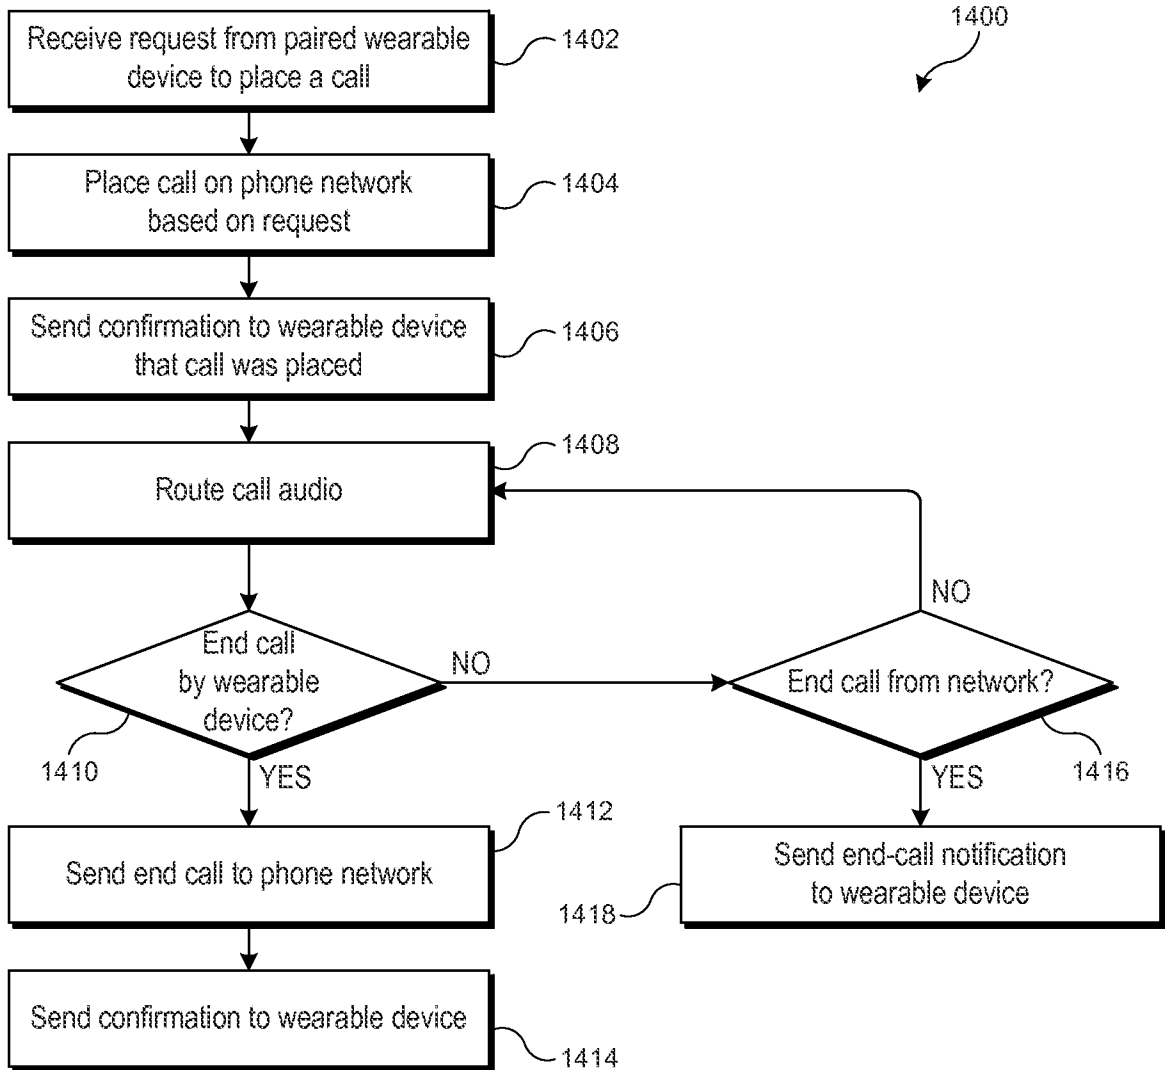 1400
Receive request from paired wearable
device to place a call
1402
Place call on phone network
based on request
1404
Send confirmation to wearable device
that call was placed
1406
Route call audio
1408
End call
by wearable
device?
1410
NO
YES
End call from network?
1416
NO
YES
Send end call to phone network
1412
Send end-call notification
to wearable device
1418
Send confirmation to wearable device
1414